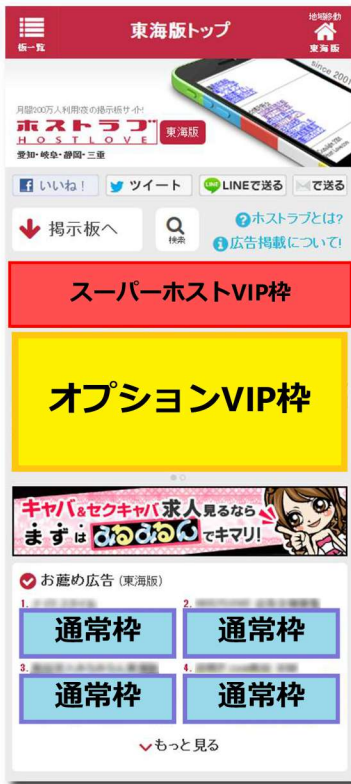 板一覧
東海版トップ
地域移動
東海版
since 2001
月間200万人利用!夜の掲示板サイト!
ホストラブ
HOSTLOVE
東海版
愛知・岐阜・静岡・三重
いいね!
ツイート
LINEで送る
で送る
掲示板へ
検索
ホストラブとは?
広告掲載について!
スーパーホストVIP枠
オプションVIP枠
キャバ&セクキャバ求人見るなら
まずはみるみるんでキマリ!
お薦め広告(東海版)
1.
2.
通常枠
通常枠
3.
4.
通常枠
通常枠
もっと見る